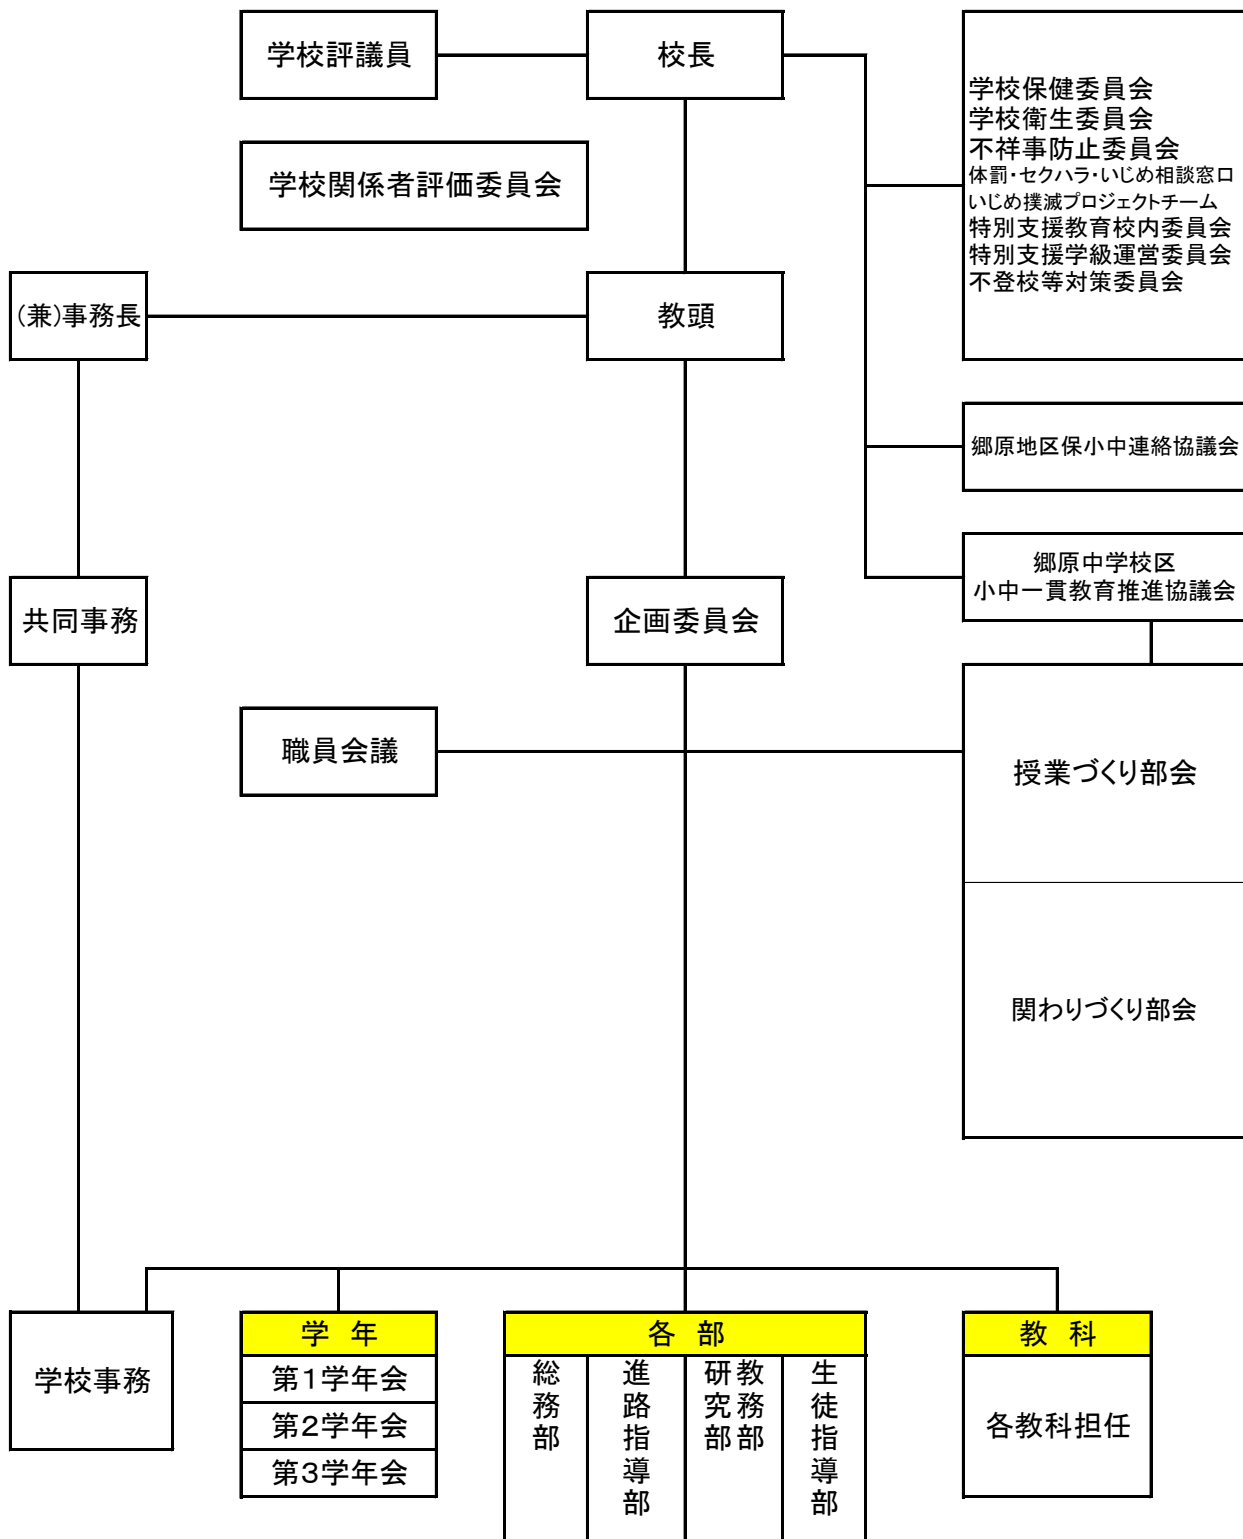 学校評議員
校長
学校関係者評価委員会
学校保健委員会
学校衛生委員会
不祥事防止委員会
体罰・セクハラ・いじめ相談窓口
いじめ撲滅プロジェクトチーム
特別支援教育校内委員会
特別支援学級運営委員会
不登校等対策委員会
(兼)事務長
教頭
郷原地区保小中連絡協議会
郷原中学校区
小中一貫教育推進協議会
共同事務
企画委員会
職員会議
授業づくり部会
関わりづくり部会
学校事務
学 年
第1学年会
第2学年会
第3学年会
各 部
総務部
進路指導部
教務部
研究部
生徒指導部
教 科
各教科担任